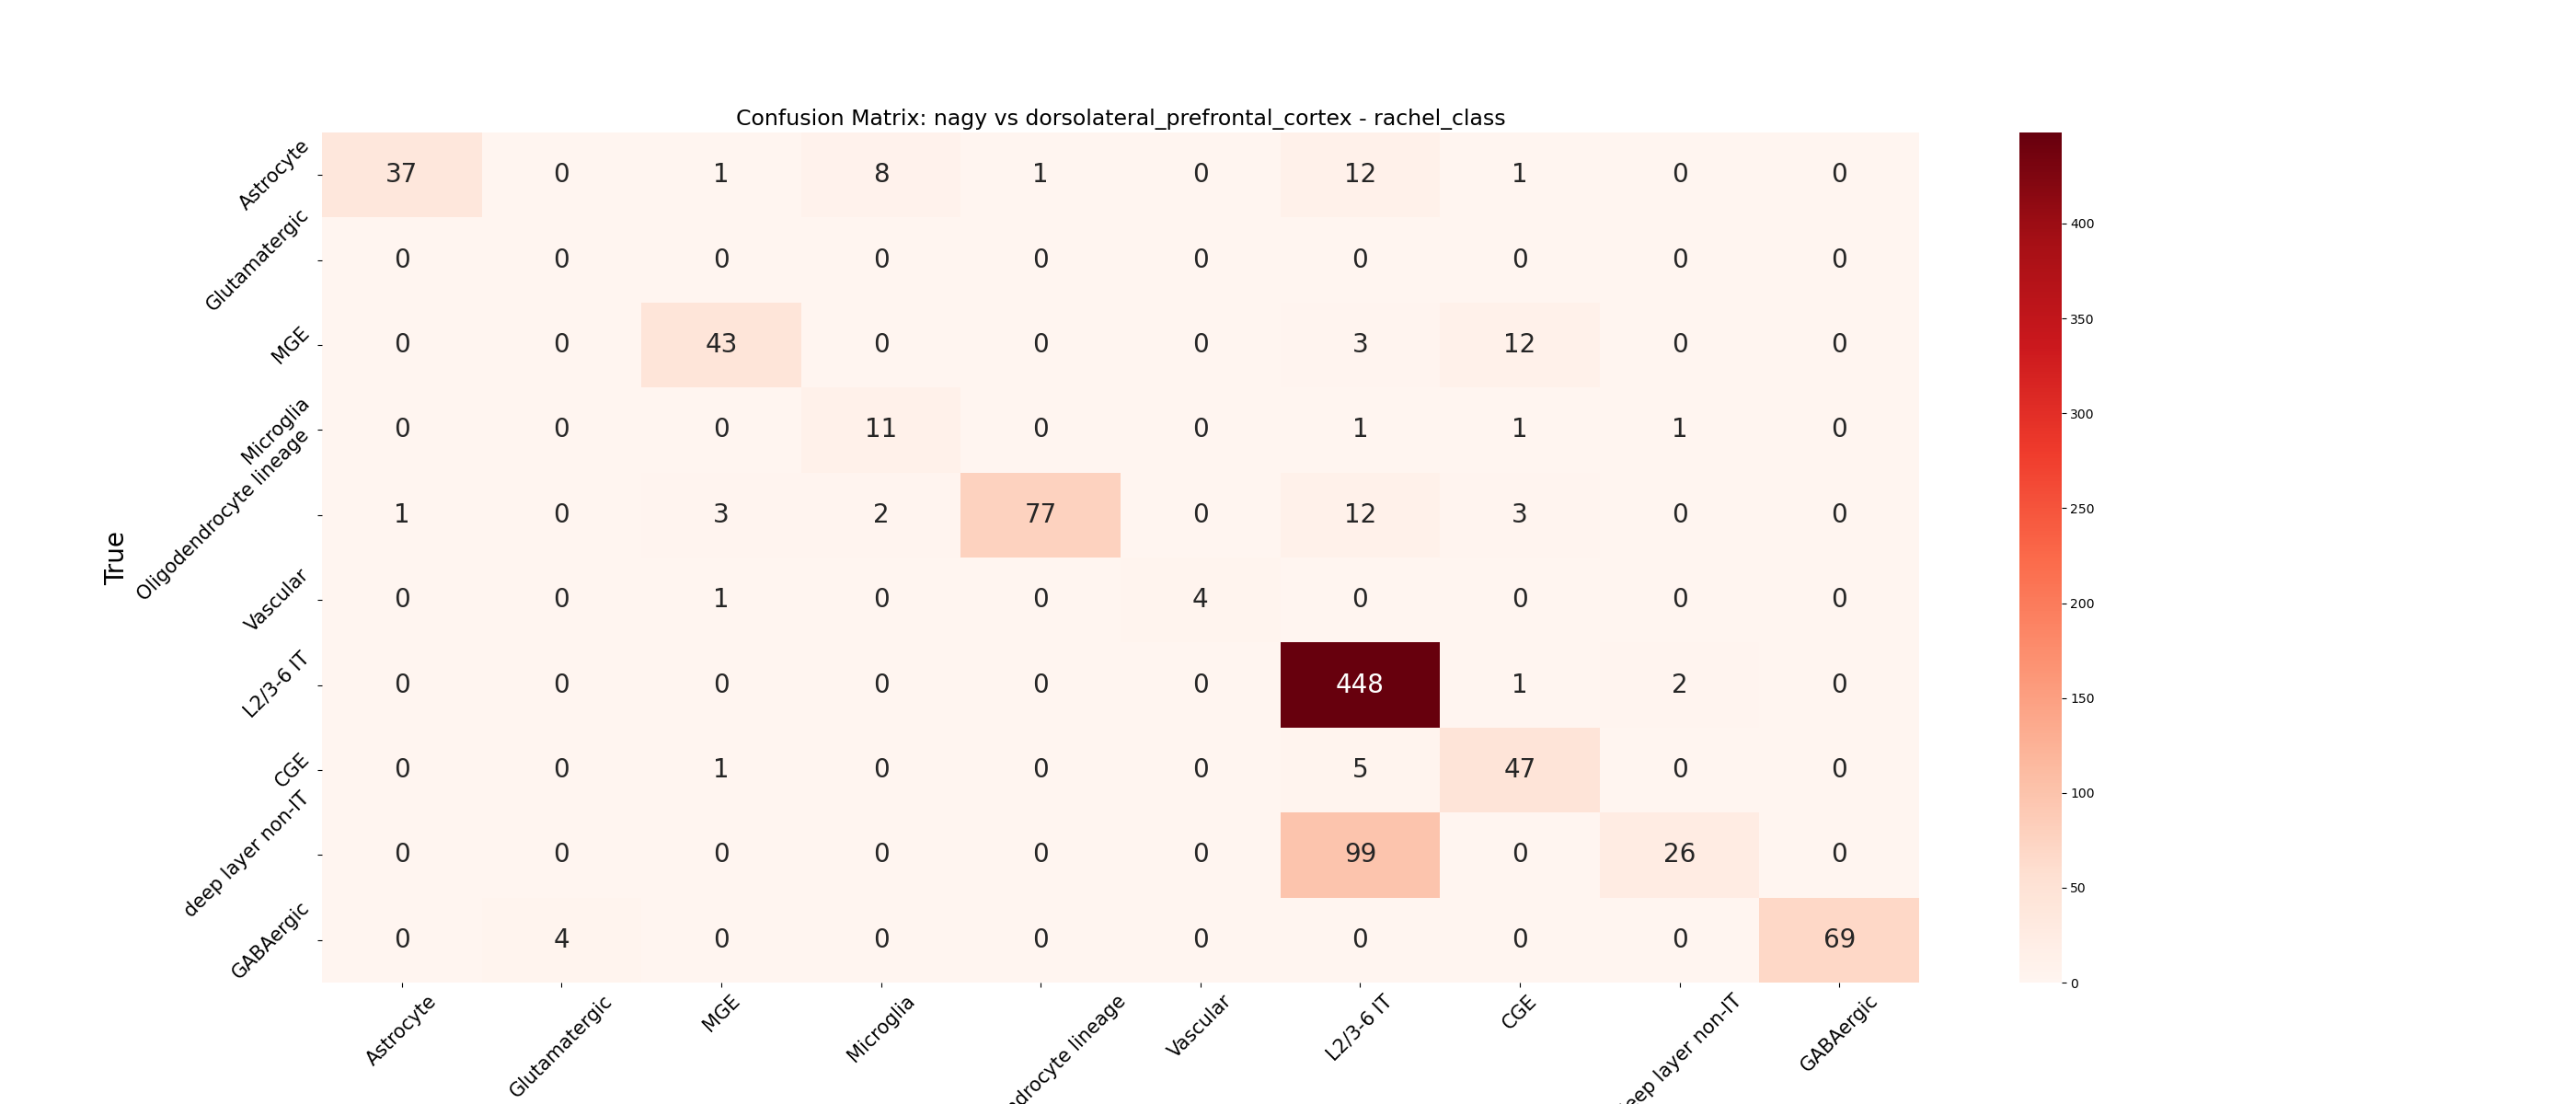 Confusion Matrix: nagy vs dorsolateral_prefrontal_cortex - rachel_class
Astrocyte 37 0 1 8 1 0 12 1 0 0
Glutamatergic 0 0 0 0 0 0 0 0 0 0
MGE 0 0 43 0 0 0 3 12 0 0
Microglia 0 0 0 11 0 0 1 1 1 0
Oligodendrocyte lineage 1 0 3 2 77 0 12 3 0 0
Vascular 0 0 1 0 0 4 0 0 0 0
L2/3-6 IT 0 0 0 0 0 0 448 1 2 0
CGE 0 0 1 0 0 0 5 47 0 0
deep layer non-IT 0 0 0 0 0 0 99 0 26 0
GABAergic 0 4 0 0 0 0 0 0 0 69
True
Astrocyte Glutamatergic MGE Microglia ndrocyte lineage Vascular L2/3-6 IT CGE eep layer non-IT GABAergic
400
350
300
250
200
150
100
50
0